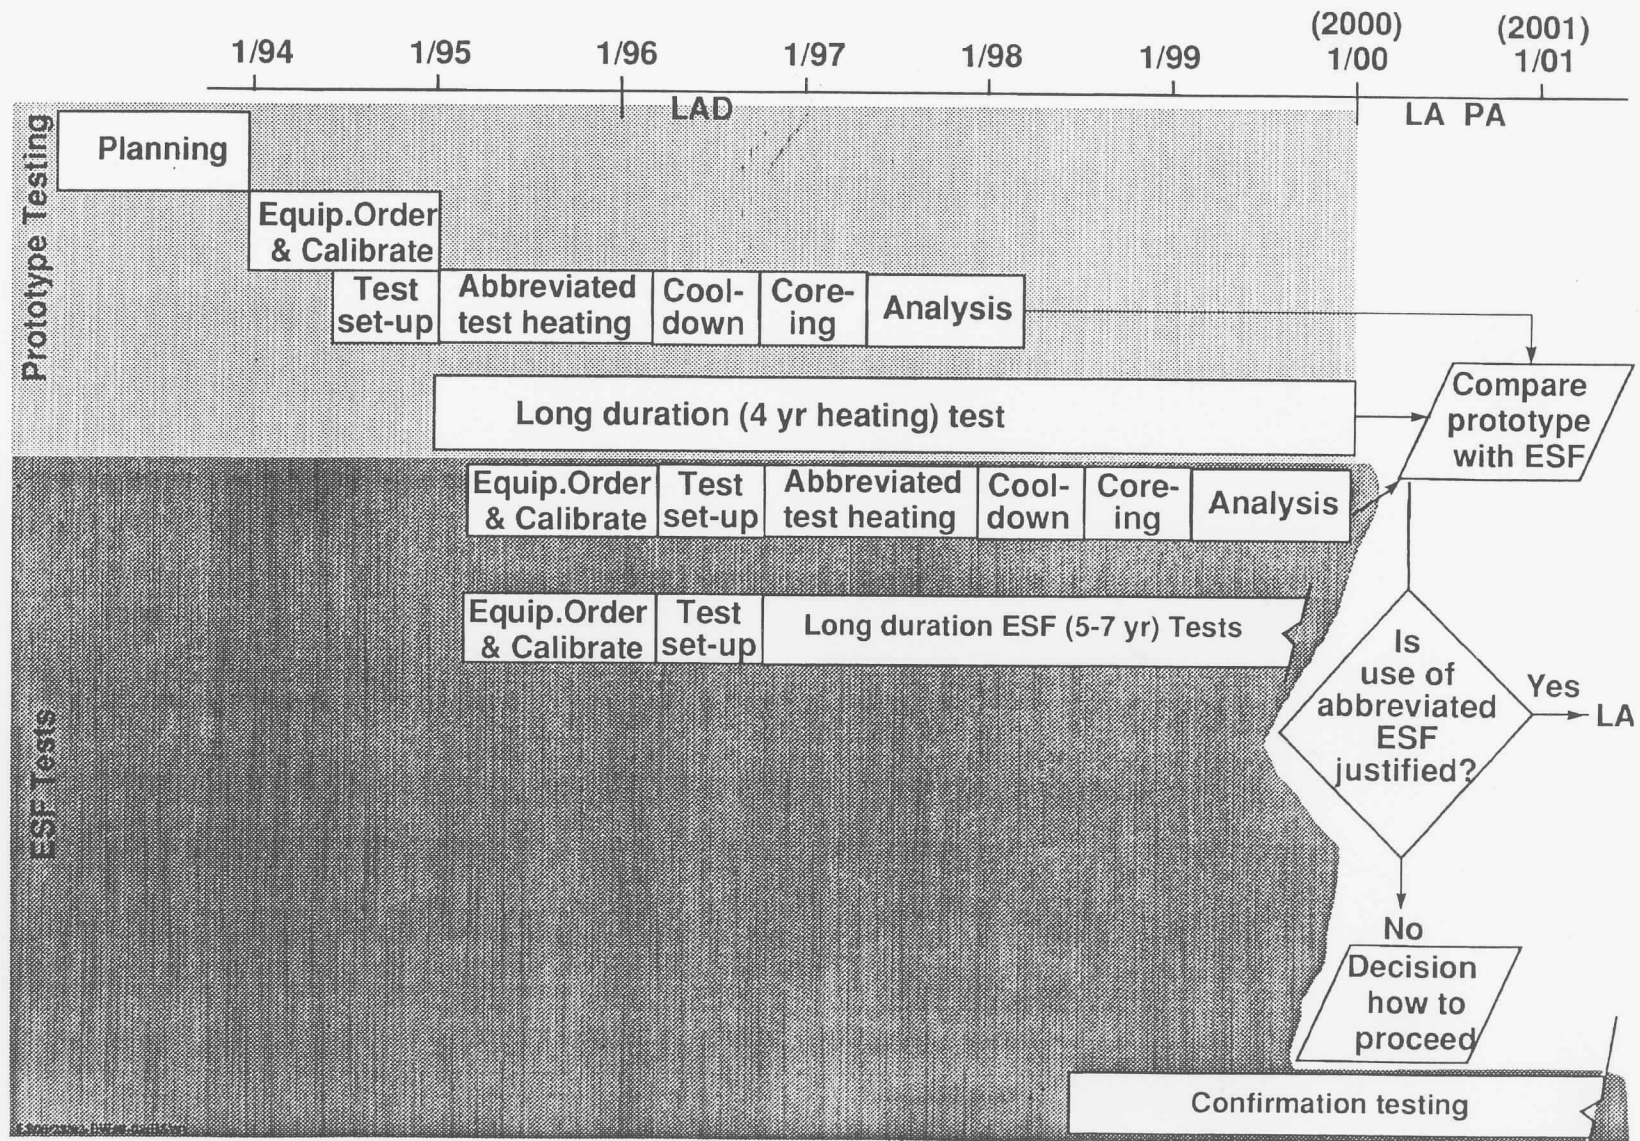 (2000) (2001)
1/94 1/95 1/96 1/97 1/98 1/99 1/00 1/01
LAD LA PA
Prototype Testing
Planning
Equip.Order
& Calibrate
Test
set-up
Abbreviated
test heating
Cool-
down
Core-
ing
Analysis
Long duration (4 yr heating) test
Compare
prototype
with ESF
ESF Tests
Equip.Order
& Calibrate
Test
set-up
Abbreviated
test heating
Cool-
down
Core-
ing
Analysis
Equip.Order
& Calibrate
Test
set-up
Long duration ESF (5-7 yr) Tests
Is
use of
abbreviated
ESF
justified?
Yes
LA
No
Decision
how to
proceed
Confirmation testing